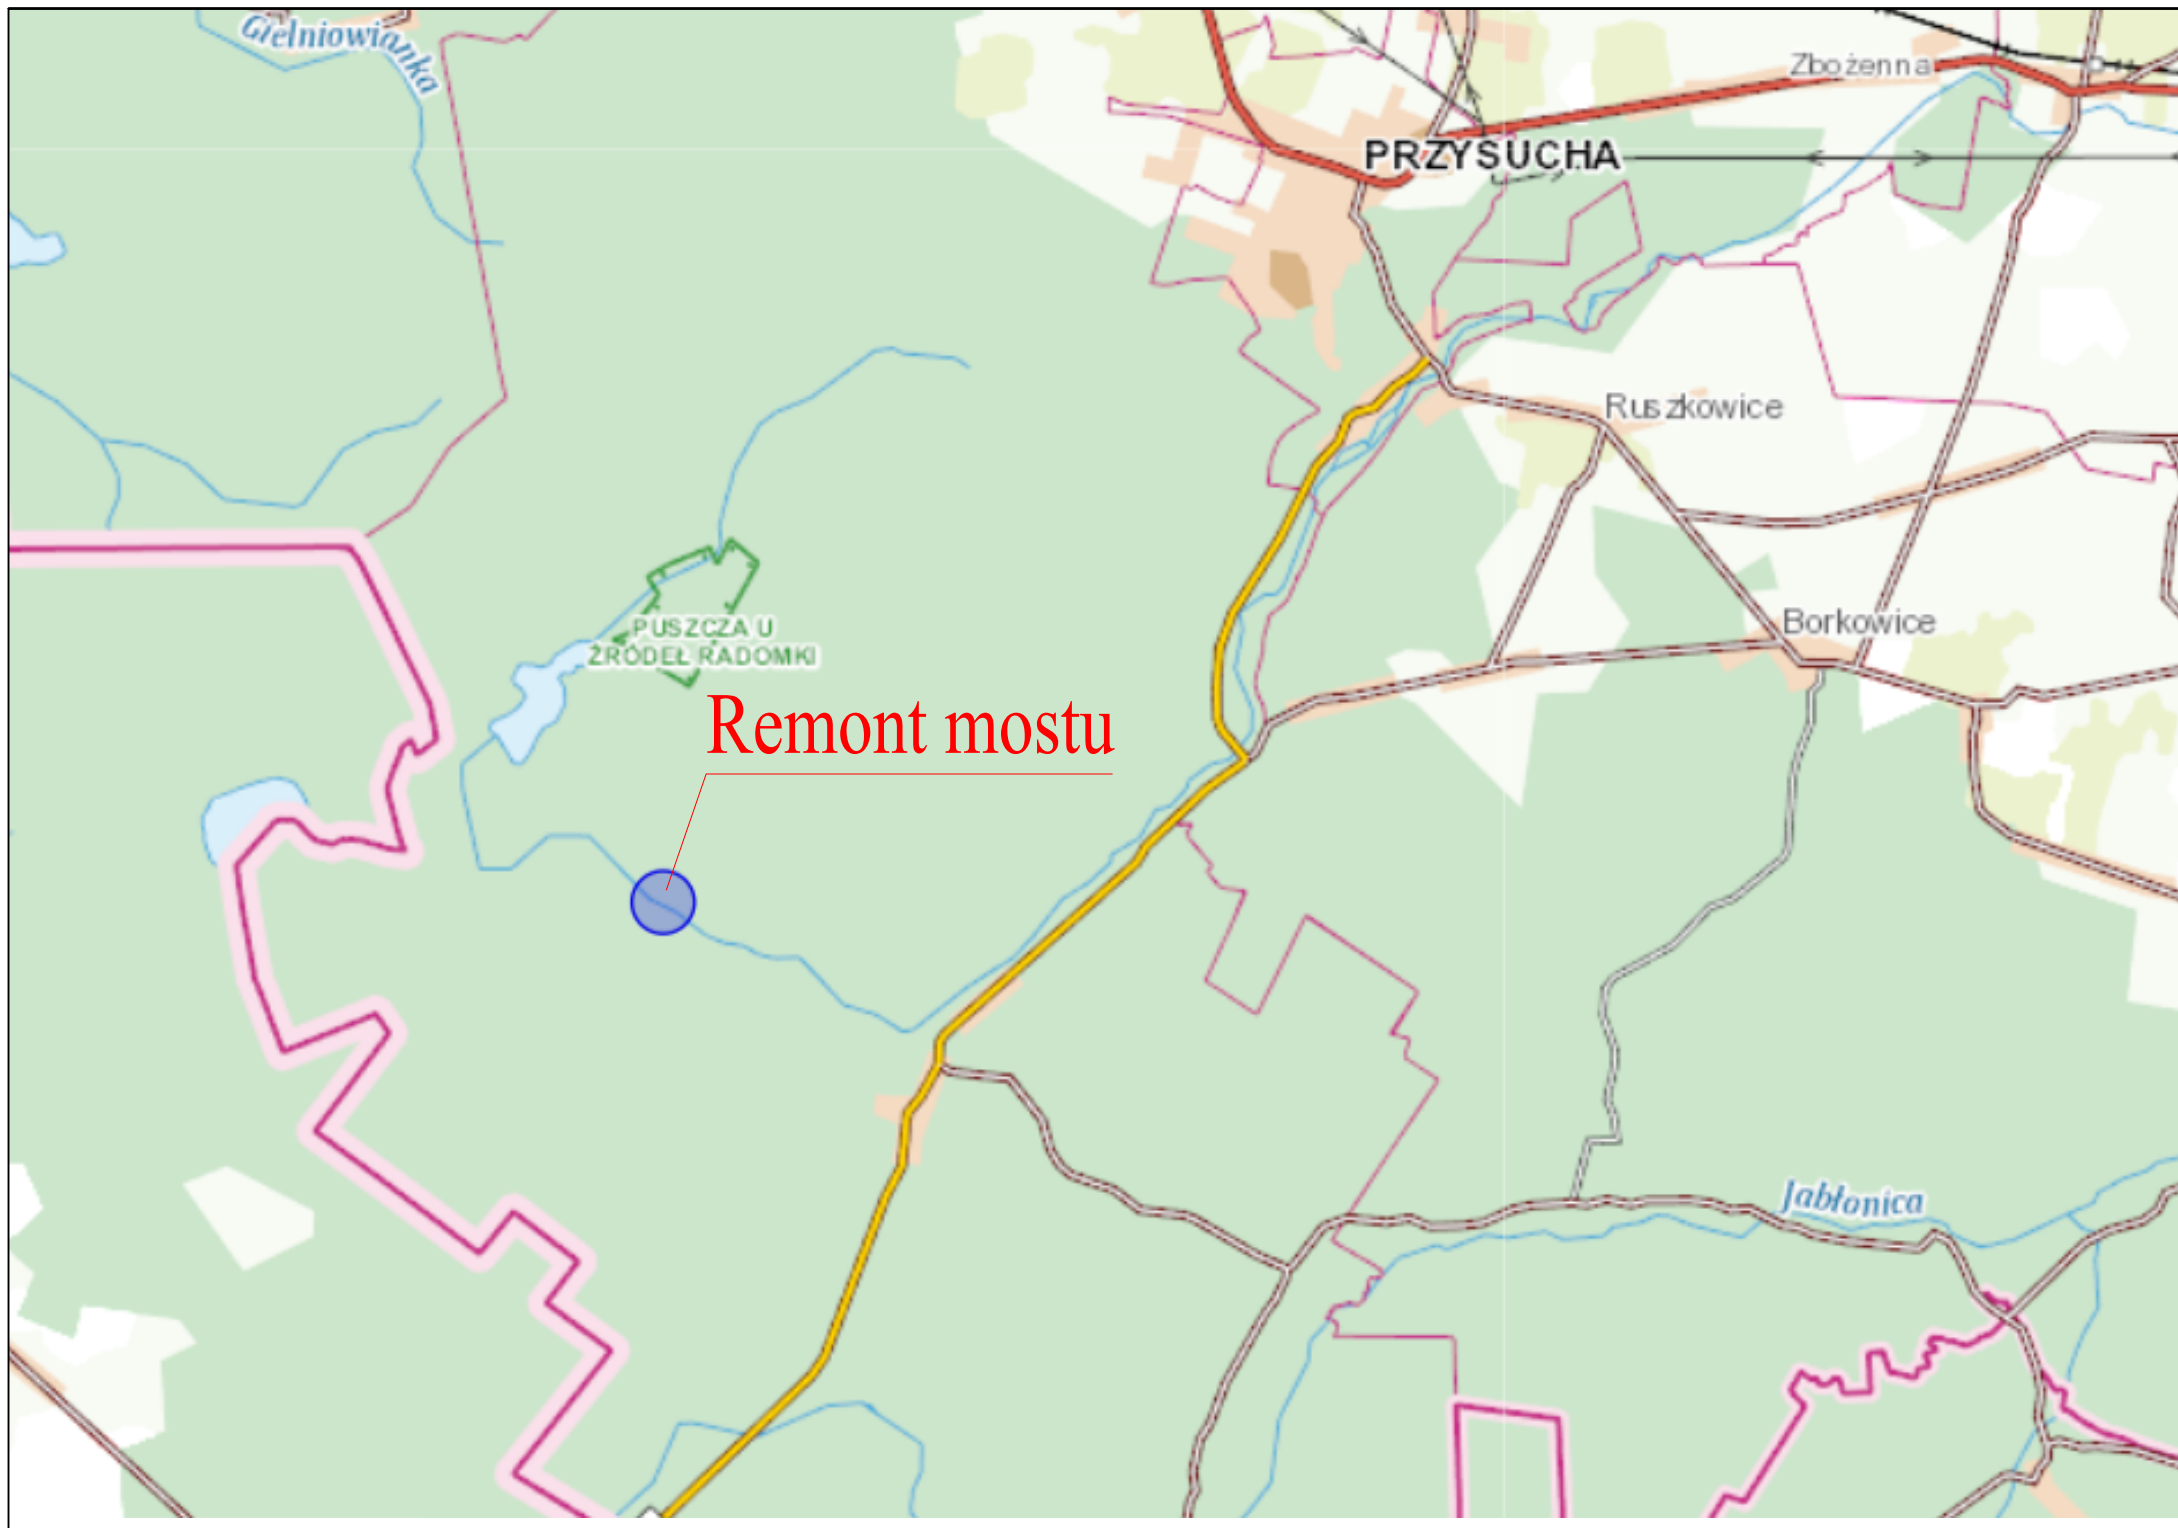 Gielniowianka
Zbożenna
PRZYSUCHA
Ruszkowice
Borkowice
PUSZCZA U
ŹRÓDEŁ RADOMKI
Remont mostu
Jabłonica